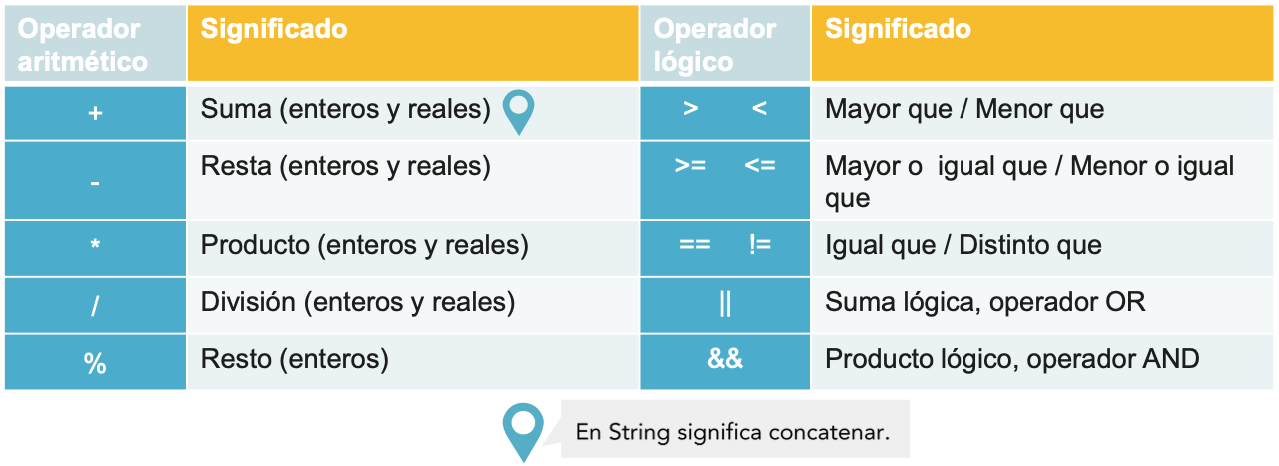 Operador aritmético Significado Operador lógico Significado
+ Suma (enteros y reales) > < Mayor que / Menor que
- Resta (enteros y reales) >= <= Mayor o igual que / Menor o igual que
* Producto (enteros y reales) == != Igual que / Distinto que
/ División (enteros y reales) || Suma lógica, operador OR
% Resto (enteros) && Producto lógico, operador AND
En String significa concatenar.